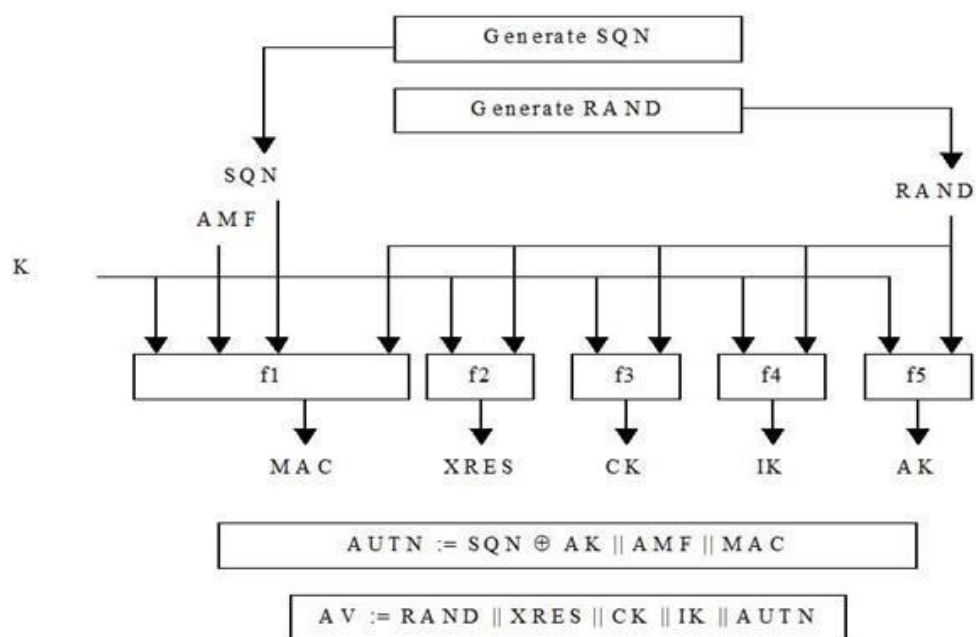 Generate SQN
Generate RAND
SQN
RAND
AMF
K
f1 f2 f3 f4 f5
MAC XRES CK IK AK
AUTN := SQN ⊕ AK || AMF || MAC
AV := RAND || XRES || CK || IK || AUTN